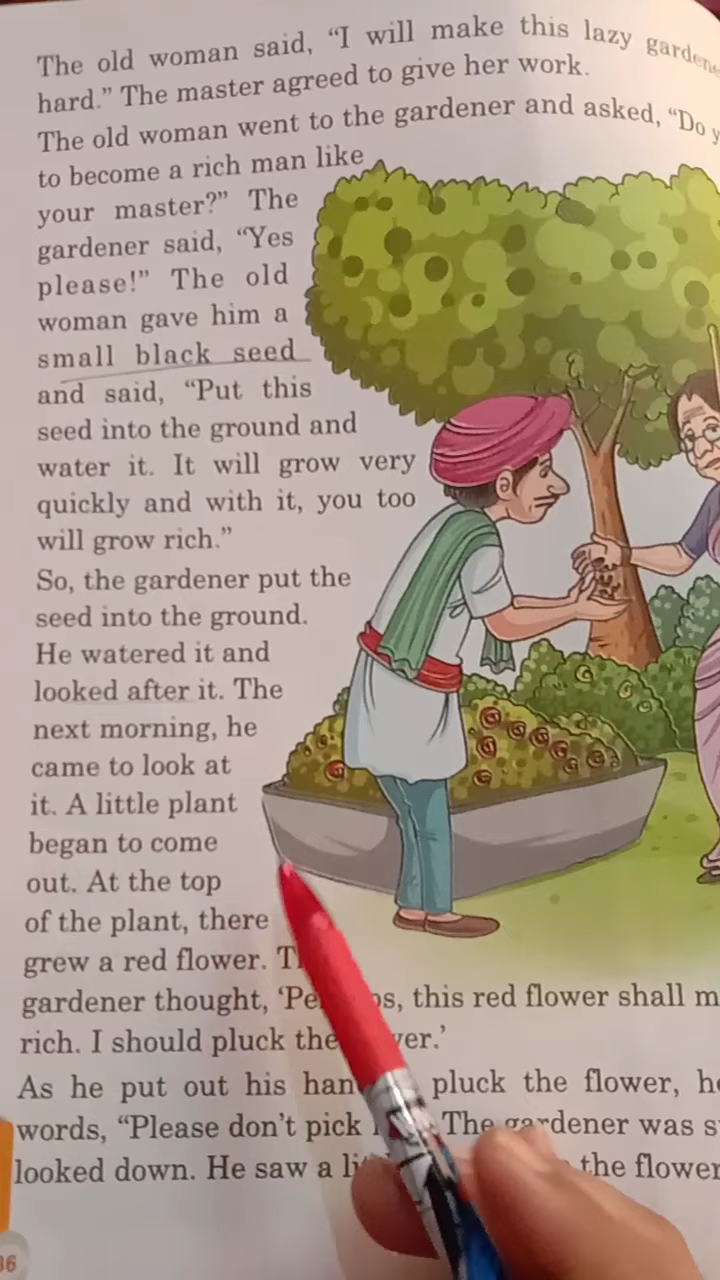 The old woman said, “I will make this lazy
hard.” The master agreed to give her work.
The old woman went to the gardener and asked, “Do
to become a rich man like
your master?” The
gardener said, “Yes
please!” The old
woman gave him a
small black seed
and said, “Put this
seed into the ground and
water it. It will grow very
quickly and with it, you too
will grow rich.”
So, the gardener put the
seed into the ground.
He watered it and
looked after it. The
next morning, he
came to look at
it. A little plant
began to come
out. At the top
of the plant, there
grew a red flower.
gardener thought, this red flower shall
rich. I should pluck
As he put out his pluck the flower,
words, “Please don’t pick The gardener was
looked down. He saw a the flower